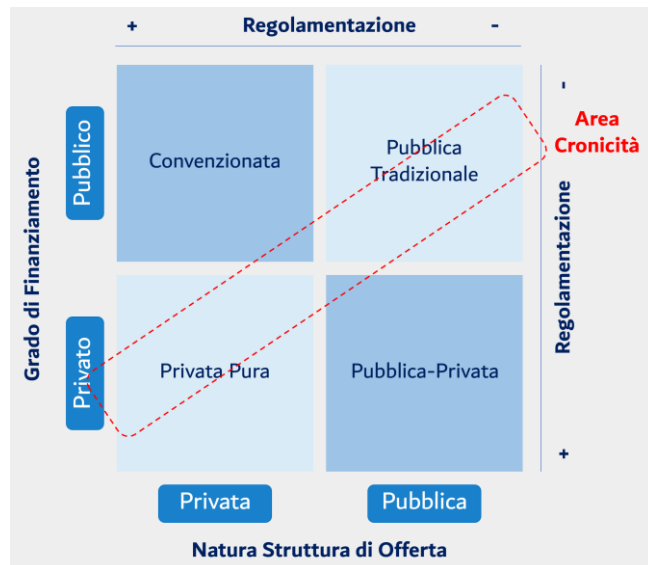 + Regolamentazione -
Convenzionata
Pubblica
Tradizionale
-
Area
Cronicità
Regolamentazione
+
Grado di Finanziamento
Pubblico
Privato
Privata Pura
Pubblica-Privata
Privata
Pubblica
Natura Struttura di Offerta